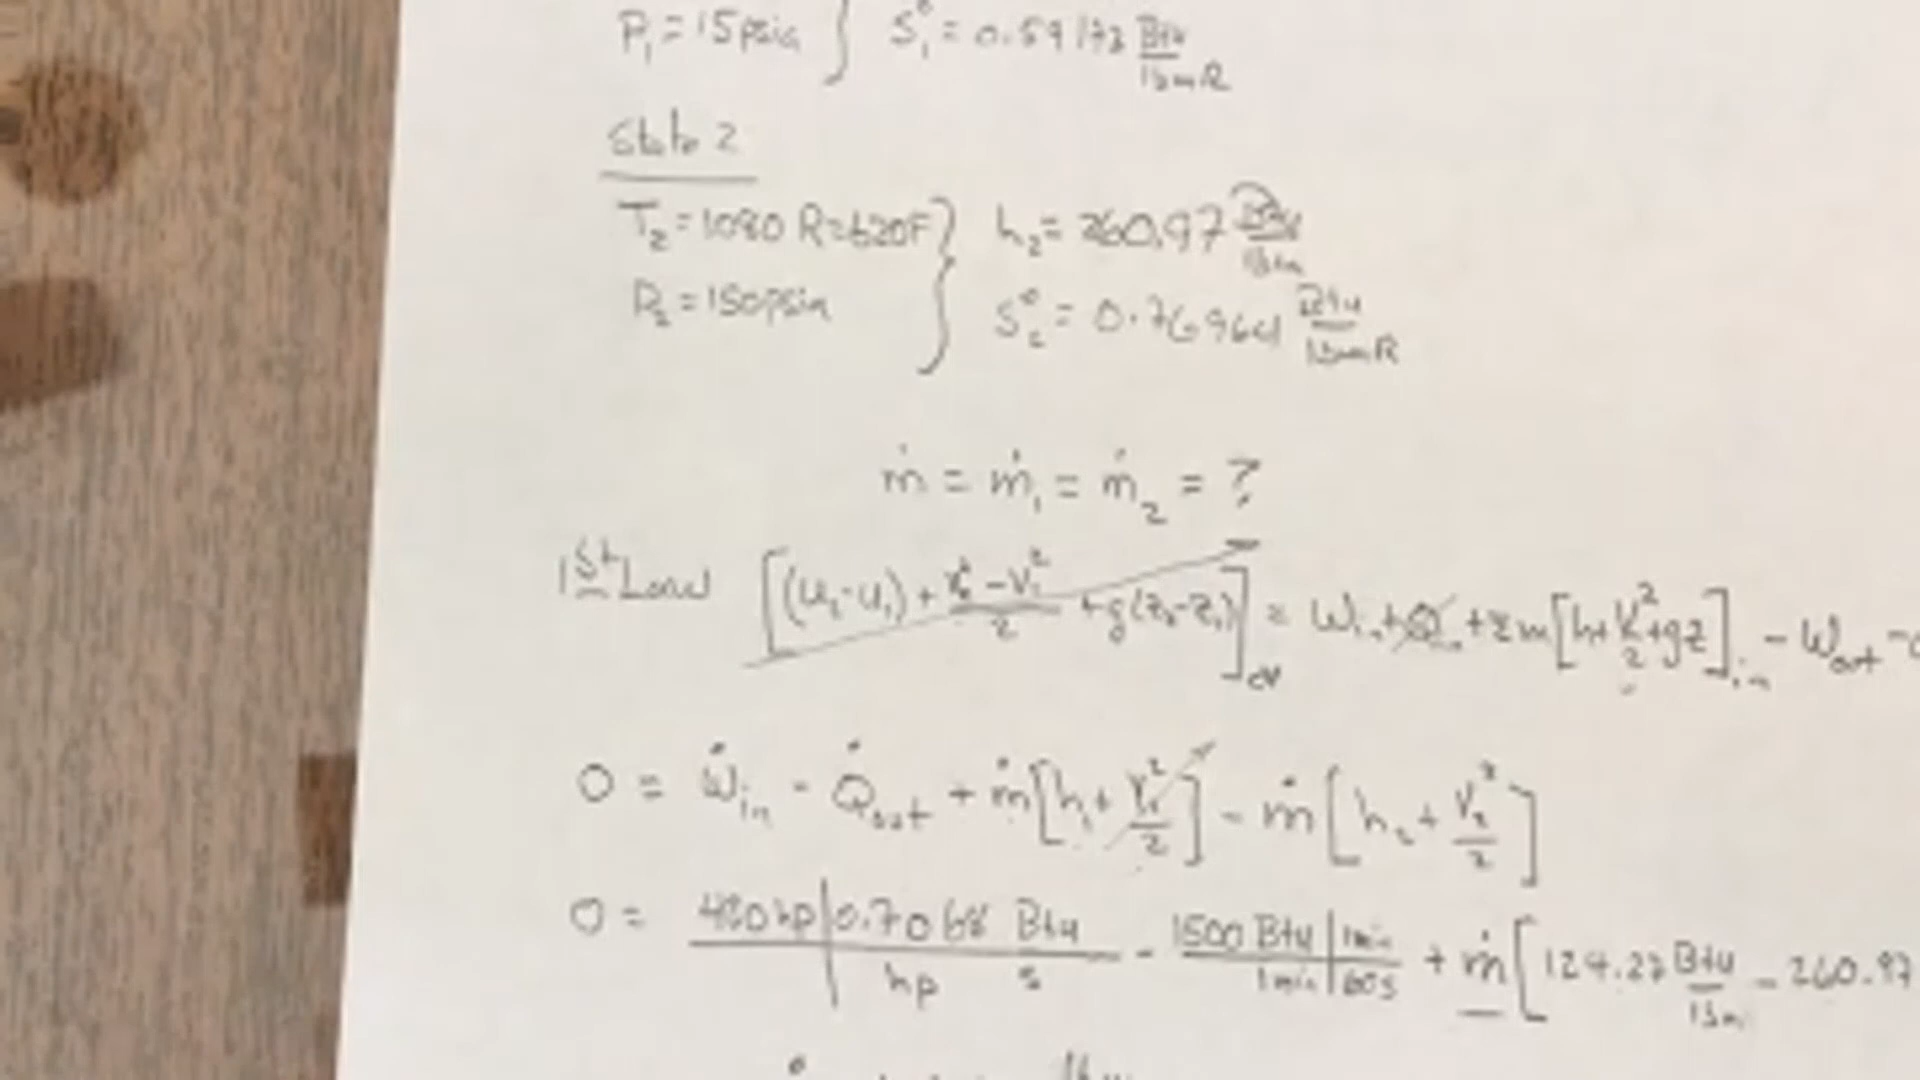 P₁ = 15psia } S₁° = 0.59173 Btu/lbmR
State 2
T₂ = 1080 R = 620F } h₂ = 260.97 Btu/lbm
P₂ = 150psia S₂° = 0.76964 Btu/lbmR
ṁ = ṁ₁ = ṁ₂ = ?
1st Law [(u₂-u₁) + (V₂²-V₁²)/2 + g(z₂-z₁)]cv = Win + Qin + Σm[h+V²/2+gz]in - Wout -
0 = Ẇin - Q̇out + ṁ[h₁ + V₁²/2] - ṁ[h₂ + V₂²/2]
0 = 400hp | 0.7068 Btu / hp s - 1500 Btu | 1min / 1min | 60s + ṁ[124.27 Btu/lbm - 260.97